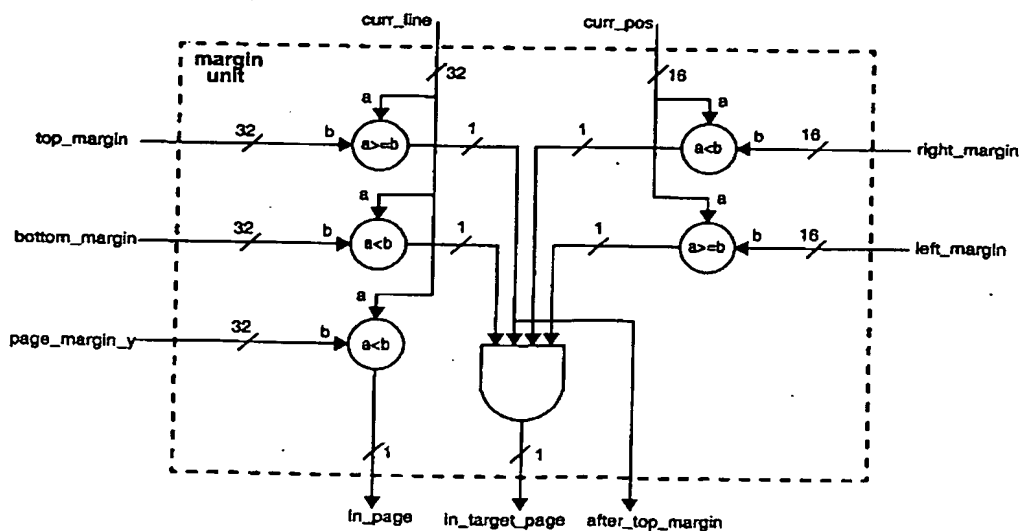 curr_line
curr_pos
margin
unit
32
16
a
a
top_margin
32
b
a>=b
1
1
a<b
b
16
right_margin
a
a
bottom_margin
32
b
a<b
1
1
a>=b
b
16
left_margin
a
page_margin_y
32
b
a<b
1
1
in_page
in_target_page
after_top_margin